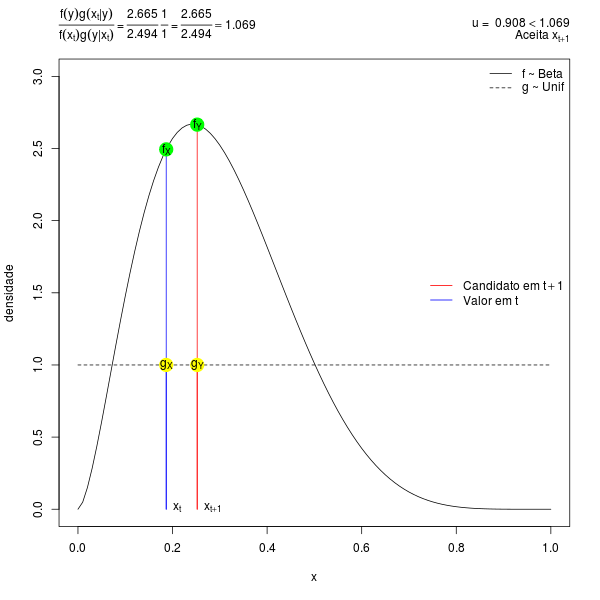 f(y)g(xt|y) / f(xt)g(y|xt) = 2.665 1 / 2.494 1 = 2.665 / 2.494 = 1.069
u = 0.908 < 1.069
Aceita xt+1
f ~ Beta
g ~ Unif
fX
fY
Candidato em t+1
Valor em t
gX
gY
xt
xt+1
densidade
3.0
2.5
2.0
1.5
1.0
0.5
0.0
0.0 0.2 0.4 0.6 0.8 1.0
x